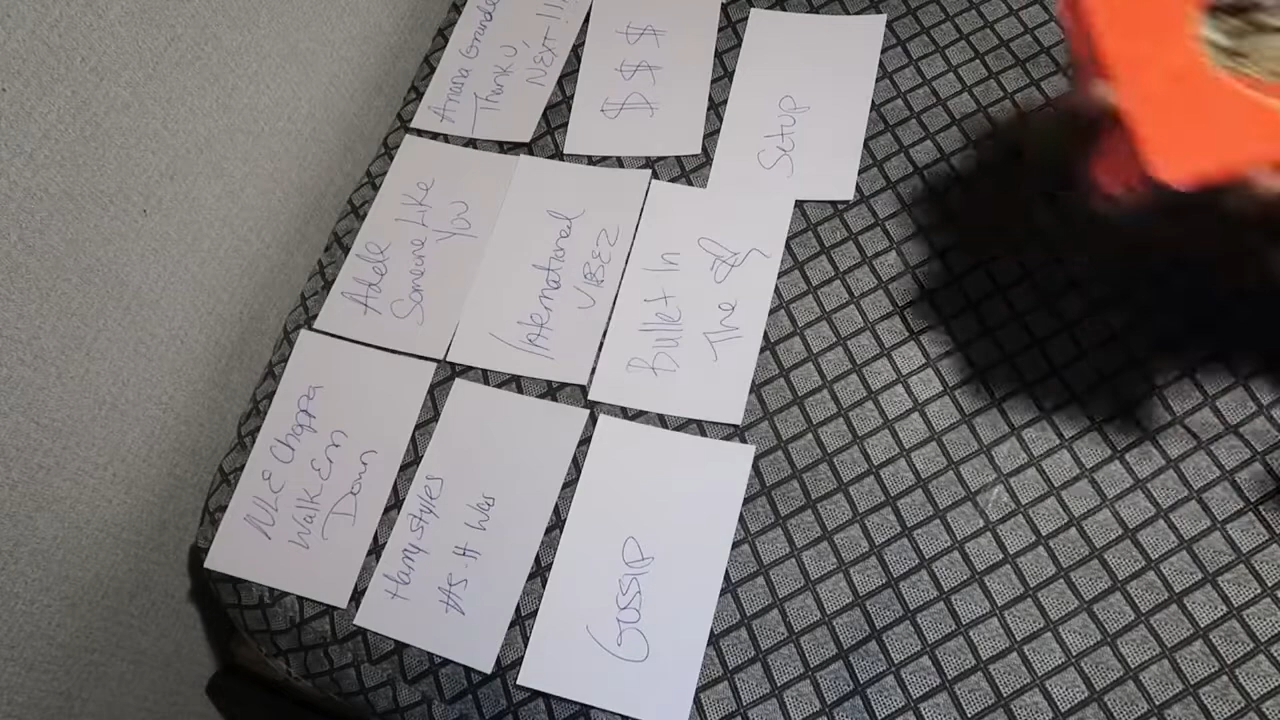 Ariana Grande
Thank U
NExT !!!
$ $ $
Setup
Adele
Someone Like
You
International
VIBEZ
Bullet In
The
NLE Choppa
Walk Em
Down
Harry Styles
As It Was
GOSSIP